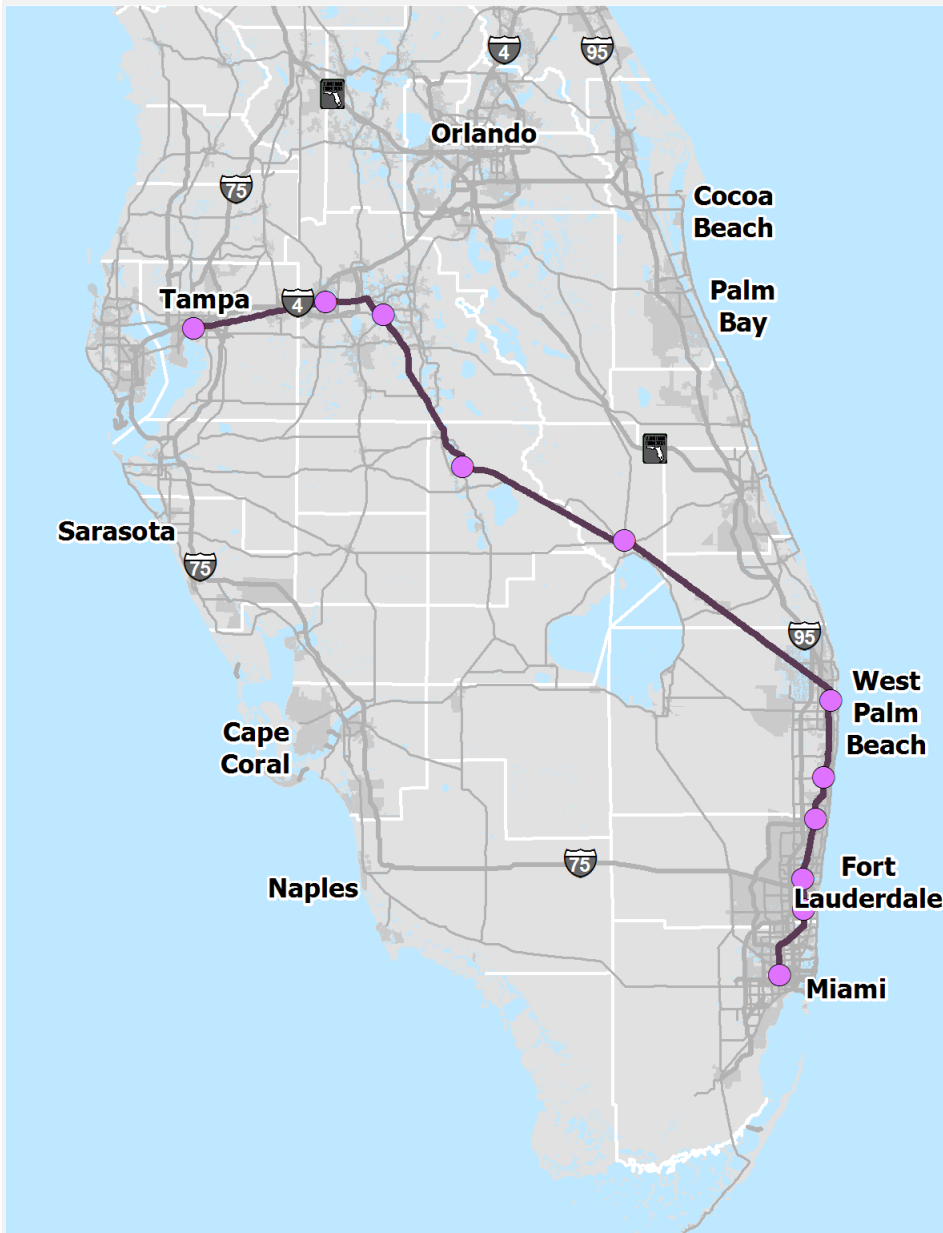 4
95
Orlando
75
Cocoa
Beach
Palm
Bay
Tampa
4
Sarasota
75
95
West
Palm
Beach
Cape
Coral
75
Fort
Lauderdale
Naples
Miami